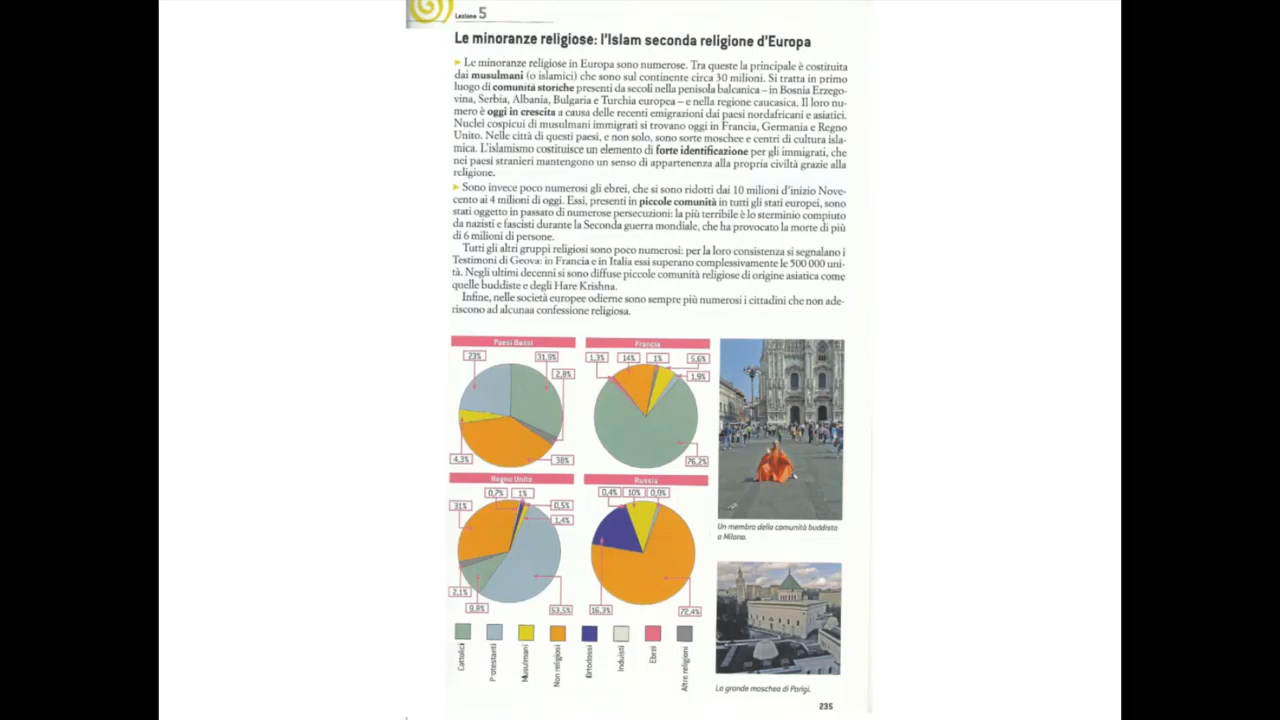 Lezione 5
Le minoranze religiose: l'Islam seconda religione d'Europa
► Le minoranze religiose in Europa sono numerose. Tra queste la principale è costituita
dai musulmani (o islamici) che sono sul continente circa 30 milioni. Si tratta in primo
luogo di comunità storiche presenti da secoli nella penisola balcanica – in Bosnia Erzego-
vina, Serbia, Albania, Bulgaria e Turchia europea – e nella regione caucasica. Il loro nu-
mero è oggi in crescita a causa delle recenti emigrazioni dai paesi nordafricani e asiatici.
Nuclei cospicui di musulmani immigrati si trovano oggi in Francia, Germania e Regno
Unito. Nelle città di questi paesi, e non solo, sono sorte moschee e centri di cultura isla-
mica. L'islamismo costituisce un elemento di forte identificazione per gli immigrati, che
nei paesi stranieri mantengono un senso di appartenenza alla propria civiltà grazie alla
religione.
► Sono invece poco numerosi gli ebrei, che si sono ridotti dai 10 milioni d'inizio Nove-
cento ai 4 milioni di oggi. Essi, presenti in piccole comunità in tutti gli stati europei, sono
stati oggetto in passato di numerose persecuzioni: la più terribile è lo sterminio compiuto
da nazisti e fascisti durante la Seconda guerra mondiale, che ha provocato la morte di più
di 6 milioni di persone.
Tutti gli altri gruppi religiosi sono poco numerosi: per la loro consistenza si segnalano i
Testimoni di Geova: in Francia e in Italia essi superano complessivamente le 500 000 uni-
tà. Negli ultimi decenni si sono diffuse piccole comunità religiose di origine asiatica come
quelle buddiste e degli Hare Krishna.
Infine, nelle società europee odierne sono sempre più numerosi i cittadini che non ade-
riscono ad alcunaa confessione religiosa.
Paesi Bassi
23% 31,9%
2,8%
4,3% 38%
Francia
1,3% 14% 1% 5,6%
1,9%
76,2%
Regno Unito
0,7% 1%
31% 0,5%
1,4%
2,1%
9,8% 53,5%
Russia
0,4% 10% 0,9%
16,3% 72,4%
Cattolici
Protestanti
Musulmani
Non religiosi
Ortodossi
Induisti
Ebrei
Altre religioni
Un membro della comunità buddista
a Milano.
La grande moschea di Parigi.
235